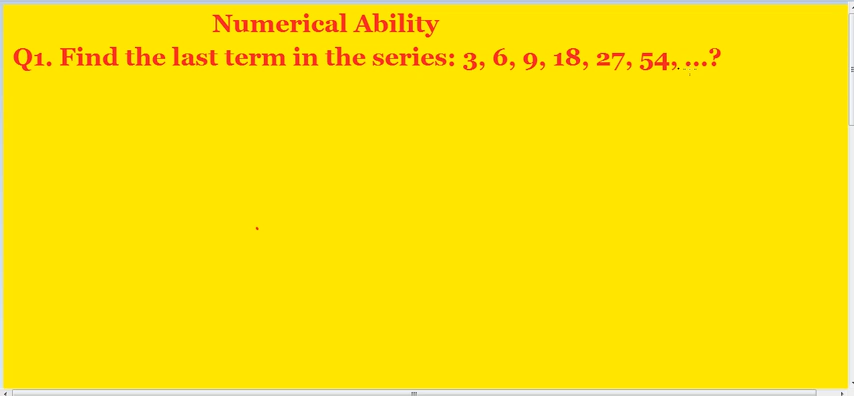 Numerical Ability
Q1. Find the last term in the series: 3, 6, 9, 18, 27, 54, ...?